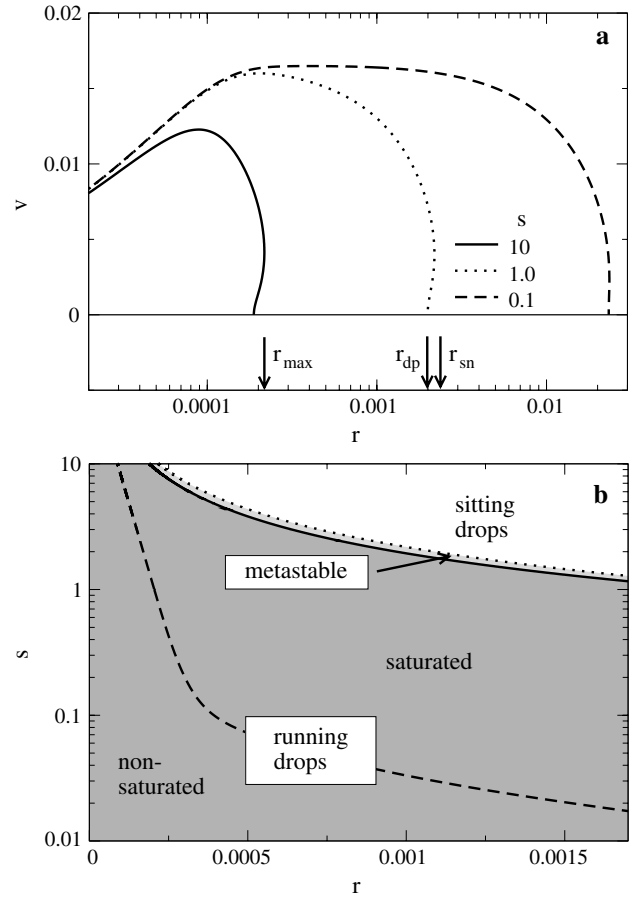 0.02
a
0.01
v
s
10
1.0
0.1
0
r max
r dp
r sn
0.0001
0.001
0.01
r
10
b
sitting
drops
metastable
1
s
saturated
0.1
running
drops
non-
saturated
0.01
0
0.0005
0.001
0.0015
r